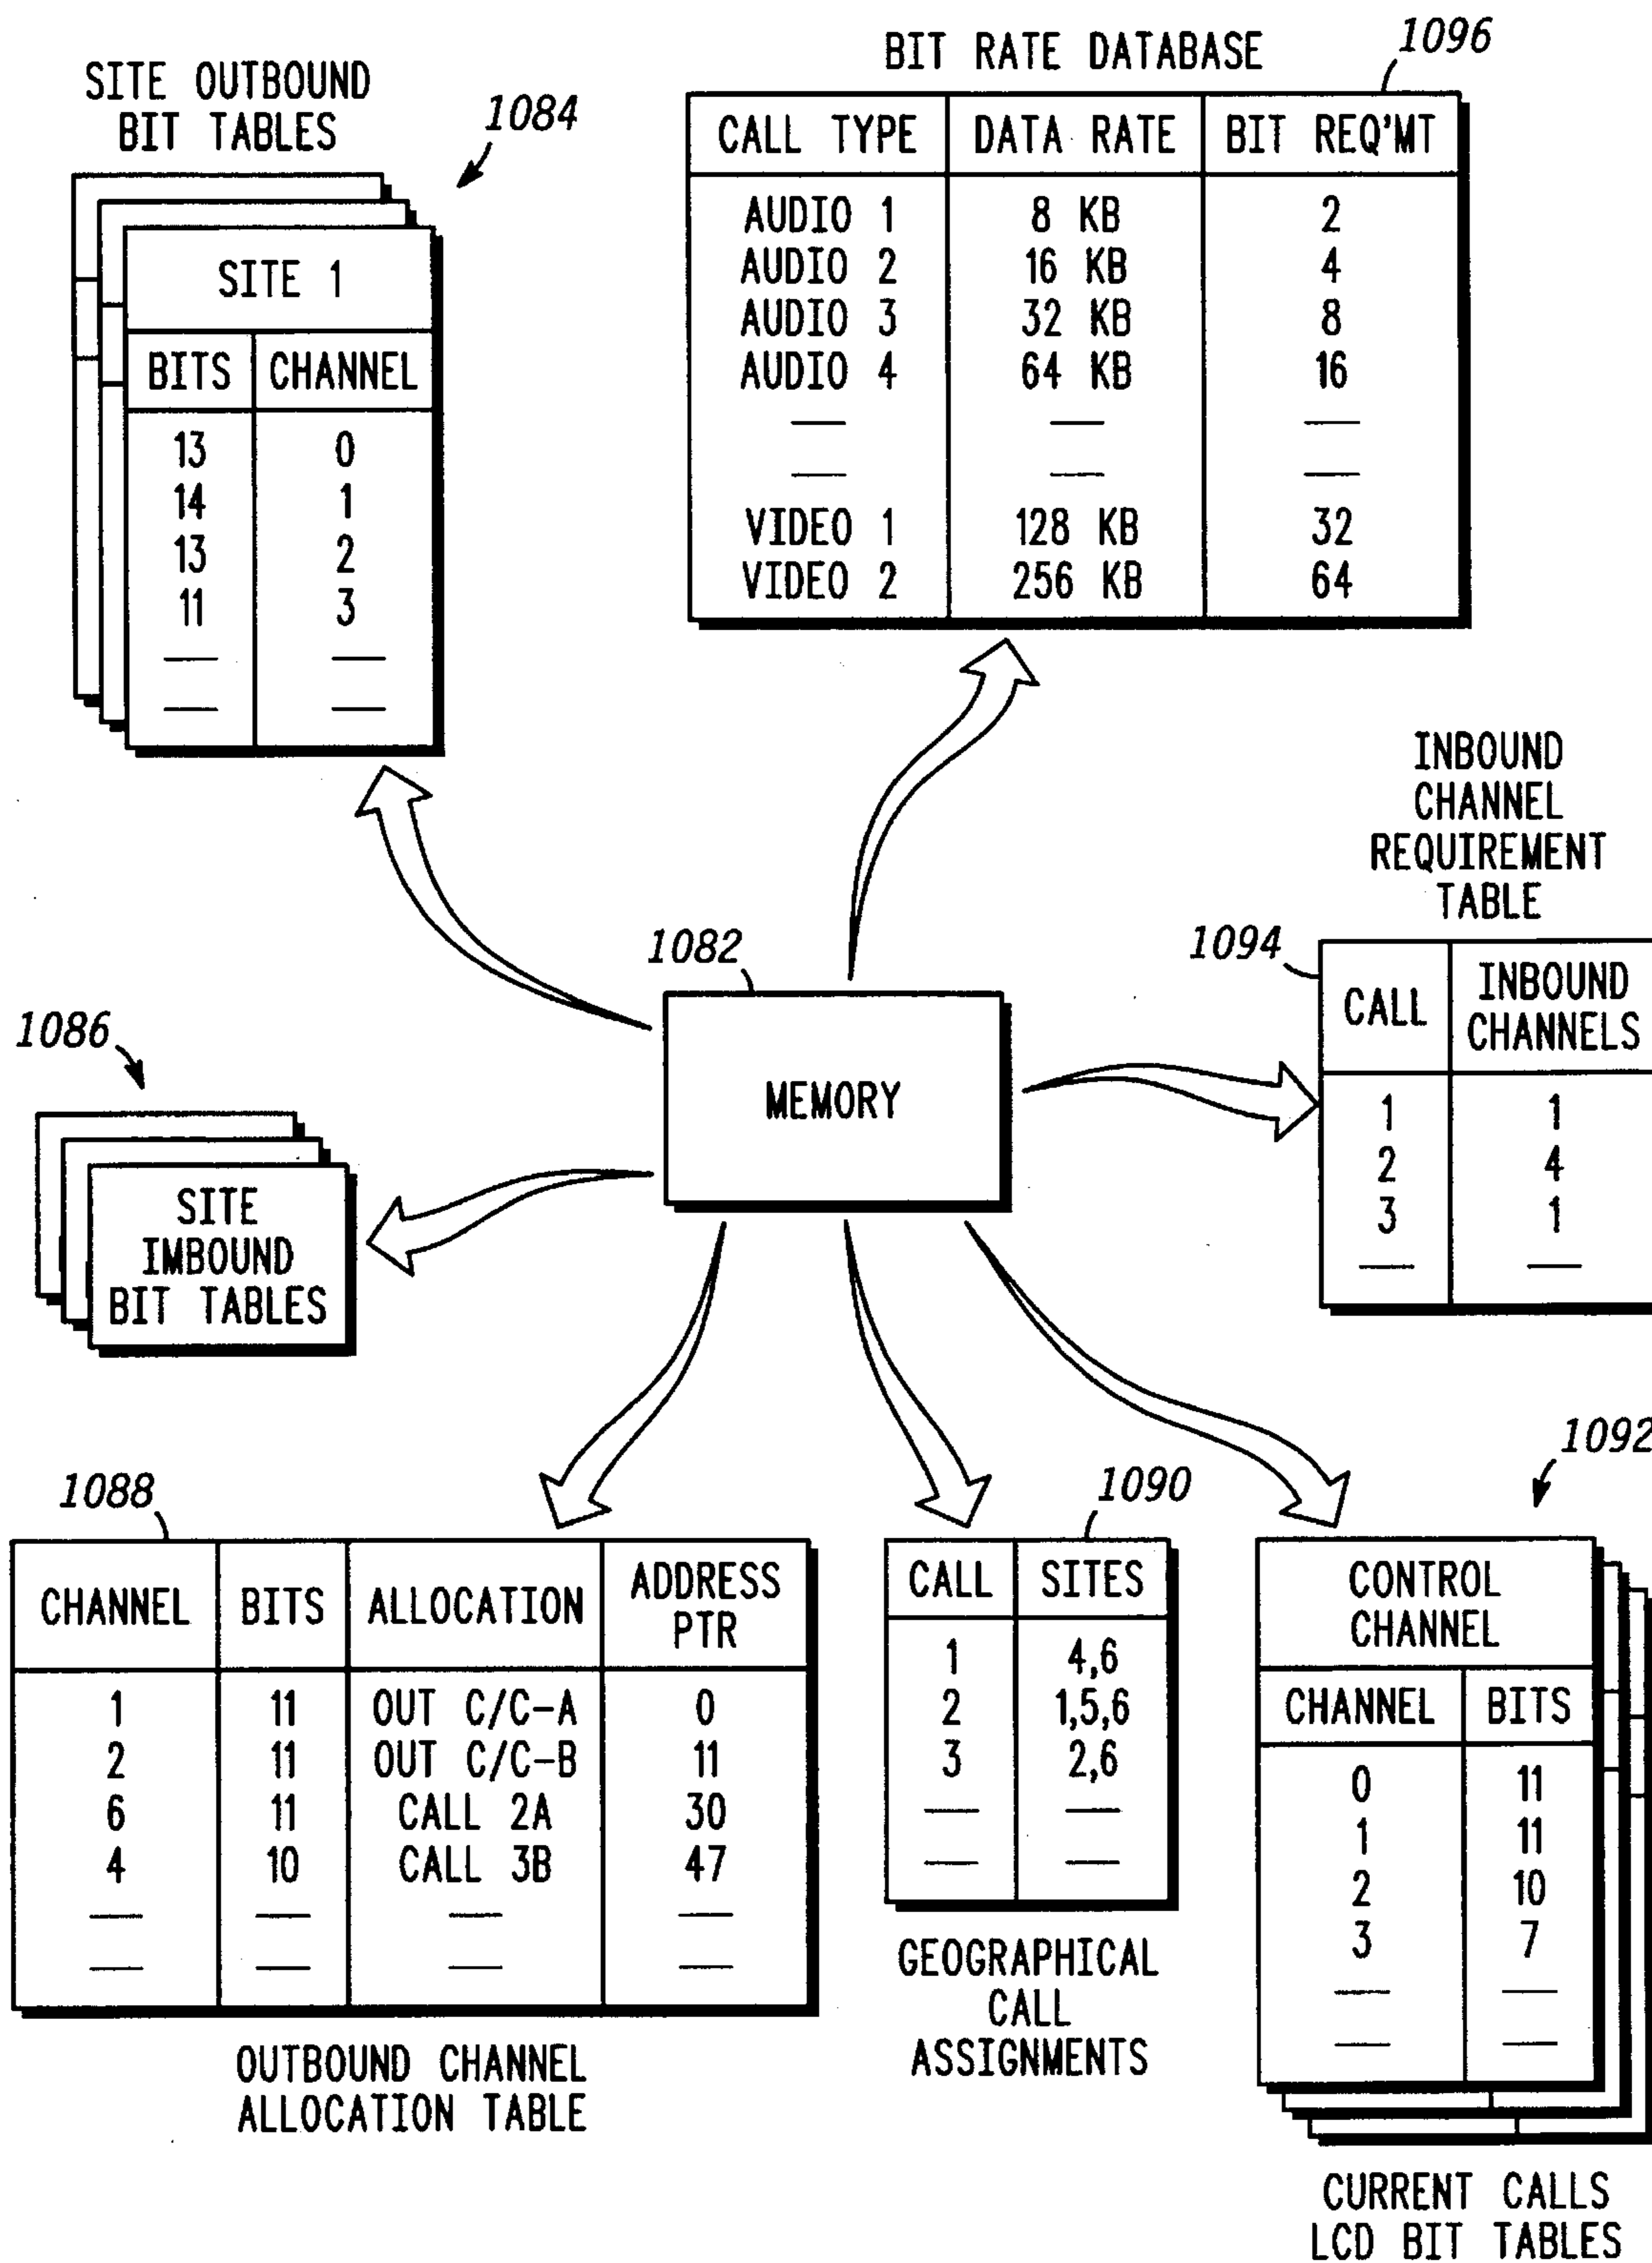 SITE OUTBOUND
BIT TABLES
1084
SITE 1
BITS CHANNEL
13 0
14 1
13 2
11 3
— —
— —
BIT RATE DATABASE
1096
CALL TYPE DATA RATE BIT REQ'MT
AUDIO 1 8 KB 2
AUDIO 2 16 KB 4
AUDIO 3 32 KB 8
AUDIO 4 64 KB 16
— — —
— — —
VIDEO 1 128 KB 32
VIDEO 2 256 KB 64
INBOUND
CHANNEL
REQUIREMENT
TABLE
1094
CALL INBOUND
CHANNELS
1 1
2 4
3 1
— —
1082
MEMORY
1086
SITE
IMBOUND
BIT TABLES
1088
CHANNEL BITS ALLOCATION ADDRESS
PTR
1 11 OUT C/C-A 0
2 11 OUT C/C-B 11
6 11 CALL 2A 30
4 10 CALL 3B 47
— — — —
— — — —
OUTBOUND CHANNEL
ALLOCATION TABLE
1090
CALL SITES
1 4,6
2 1,5,6
3 2,6
— —
— —
GEOGRAPHICAL
CALL
ASSIGNMENTS
1092
CONTROL
CHANNEL
CHANNEL BITS
0 11
1 11
2 10
3 7
— —
— —
CURRENT CALLS
LCD BIT TABLES